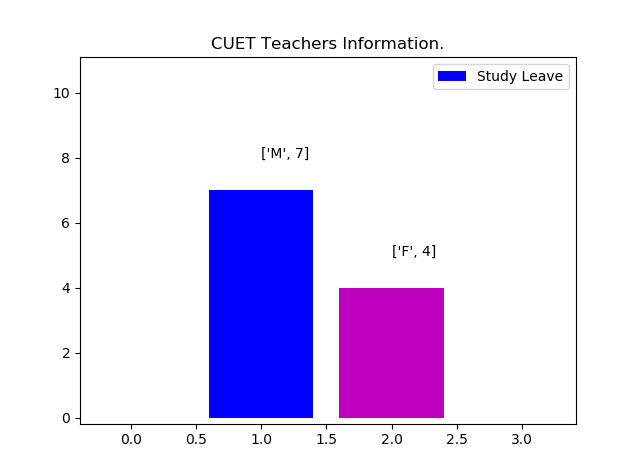 CUET Teachers Information.
Study Leave
10
8
6
4
2
0
['M', 7]
['F', 4]
0.0 0.5 1.0 1.5 2.0 2.5 3.0